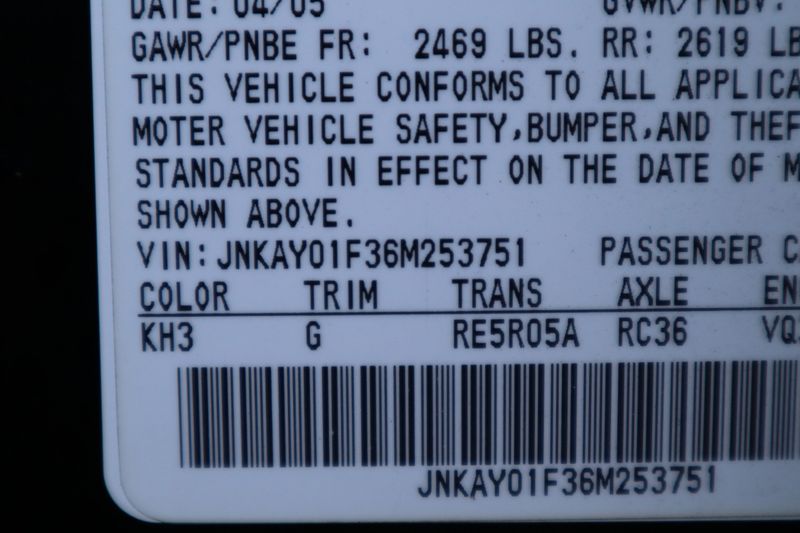 DATE: 04/05 GVWR/PNBV:
GAWR/PNBE FR: 2469 LBS. RR: 2619 LB
THIS VEHICLE CONFORMS TO ALL APPLICA
MOTER VEHICLE SAFETY,BUMPER,AND THEF
STANDARDS IN EFFECT ON THE DATE OF M
SHOWN ABOVE.
VIN:JNKAY01F36M253751 PASSENGER C
COLOR TRIM TRANS AXLE EN
KH3 G RE5R05A RC36 VQ
JNKAY01F36M253751